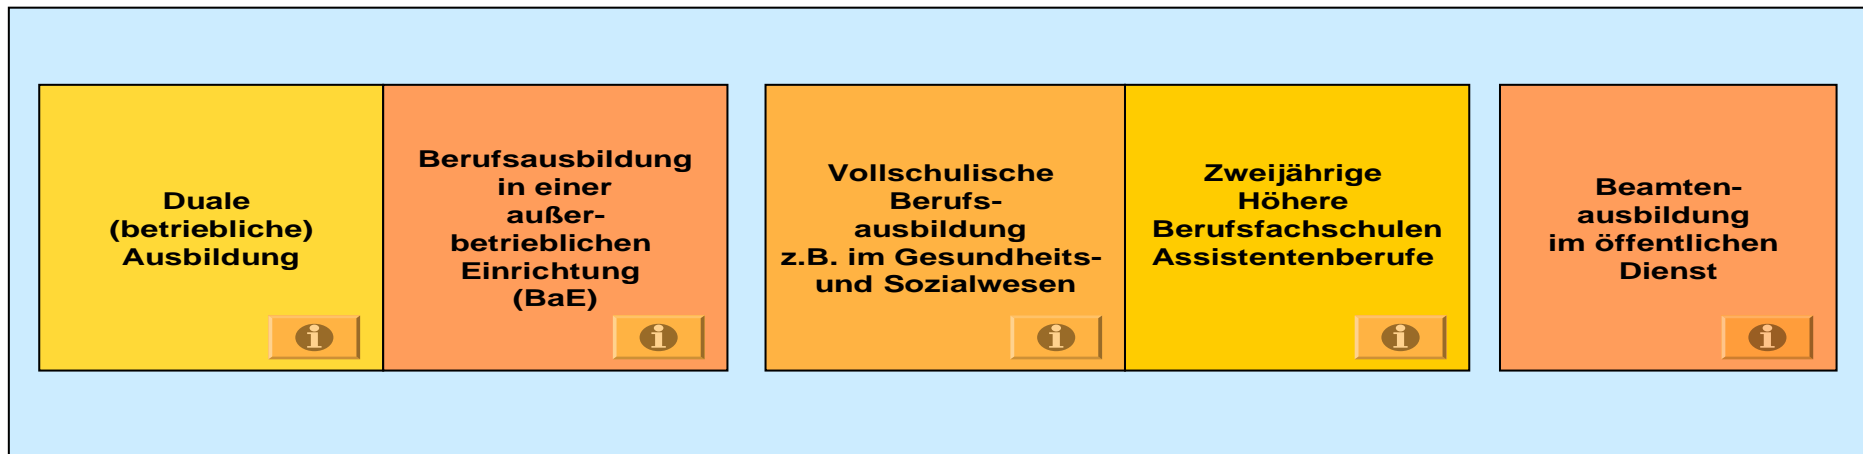 Duale
(betriebliche)
Ausbildung
Berufsausbildung
in einer
außer-
betrieblichen
Einrichtung
(BaE)
Vollschulische
Berufs-
ausbildung
z.B. im Gesundheits-
und Sozialwesen
Zweijährige
Höhere
Berufsfachschulen
Assistentenberufe
Beamten-
ausbildung
im öffentlichen
Dienst